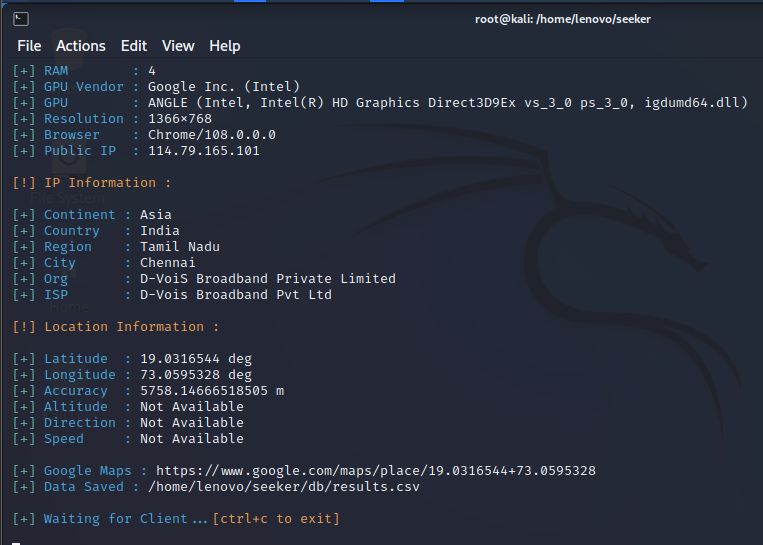 root@kali: /home/lenovo/seeker
File Actions Edit View Help
[+] RAM : 4
[+] GPU Vendor : Google Inc. (Intel)
[+] GPU : ANGLE (Intel, Intel(R) HD Graphics Direct3D9Ex vs_3_0 ps_3_0, igdumd64.dll)
[+] Resolution : 1366×768
[+] Browser : Chrome/108.0.0.0
[+] Public IP : 114.79.165.101
[!] IP Information :
File System
[+] Continent : Asia
[+] Country : India
[+] Region : Tamil Nadu
[+] City : Chennai
[+] Org : D-VoiS Broadband Private Limited
[+] ISP : D-Vois Broadband Pvt Ltd
Home
[!] Location Information :
[+] Latitude : 19.0316544 deg
[+] Longitude : 73.0595328 deg
[+] Accuracy : 5758.14666518505 m
[+] Altitude : Not Available
[+] Direction : Not Available
[+] Speed : Not Available
[+] Google Maps : https://www.google.com/maps/place/19.0316544+73.0595328
[+] Data Saved : /home/lenovo/seeker/db/results.csv
[+] Waiting for Client...[ctrl+c to exit]